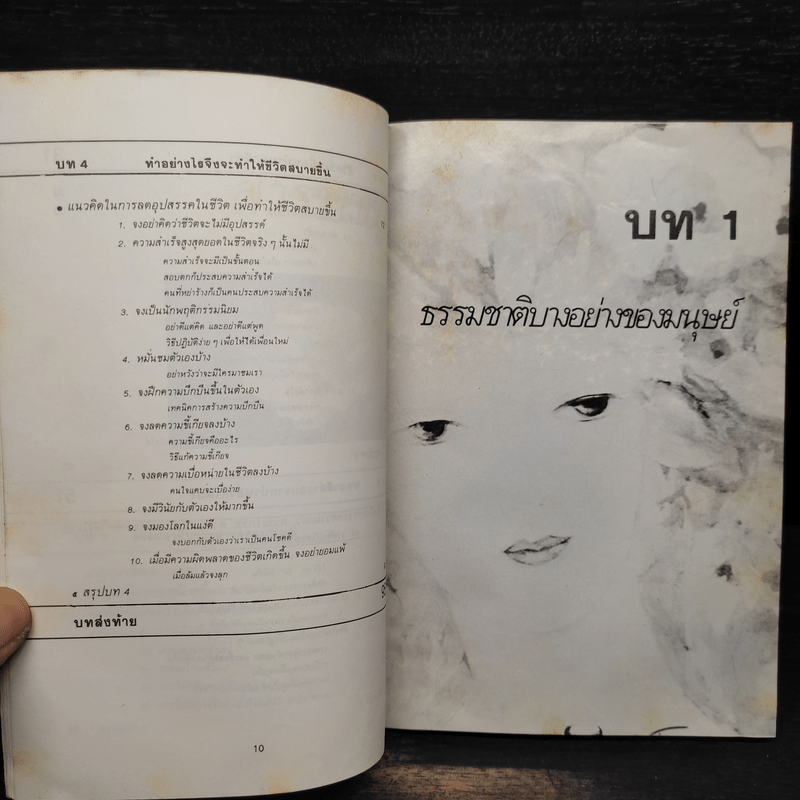 บท 4 ทำอย่างไรจึงจะทำให้ชีวิตสบายขึ้น
• แนวคิดในการลดอุปสรรคในชีวิต เพื่อทำให้ชีวิตสบายขึ้น
1. จงอย่าคิดว่าชีวิตจะไม่มีอุปสรรค์
2. ความสำเร็จสูงสุดยอดในชีวิตจริง ๆ นั้นไม่มี
ความสำเร็จจะมีเป็นขั้นตอน
สอบตกก็ประสบความสำเร็จได้
คนที่หย่าร้างก็เป็นคนประสบความสำเร็จได้
3. จงเป็นนักพฤติกรรมนิยม
อย่าดีแต่คิด และอย่าดีแต่พูด
วิธีปฏิบัติง่าย ๆ เพื่อให้ได้เพื่อนใหม่
4. หมั่นชมตัวเองบ้าง
อย่าหวังว่าจะมีใครมาชมเรา
5. จงฝึกความบึกบึนขึ้นในตัวเอง
เทคนิคการสร้างความบึกบึน
6. จงลดความขี้เกียจลงบ้าง
ความขี้เกียจคืออะไร
วิธีแก้ความขี้เกียจ
7. จงลดความเบื่อหน่ายในชีวิตลงบ้าง
คนใจแคบจะเบื่อง่าย
8. จงมีวินัยกับตัวเองให้มากขึ้น
9. จงมองโลกในแง่ดี
จงบอกกับตัวเองว่าเราเป็นคนโชคดี
10. เมื่อมีความผิดพลาดของชีวิตเกิดขึ้น จงอย่ายอมแพ้
เมื่อล้มแล้วจงลุก
สรุปบท 4
บทส่งท้าย
10
บท 1
ธรรมชาติบางอย่างของมนุษย์